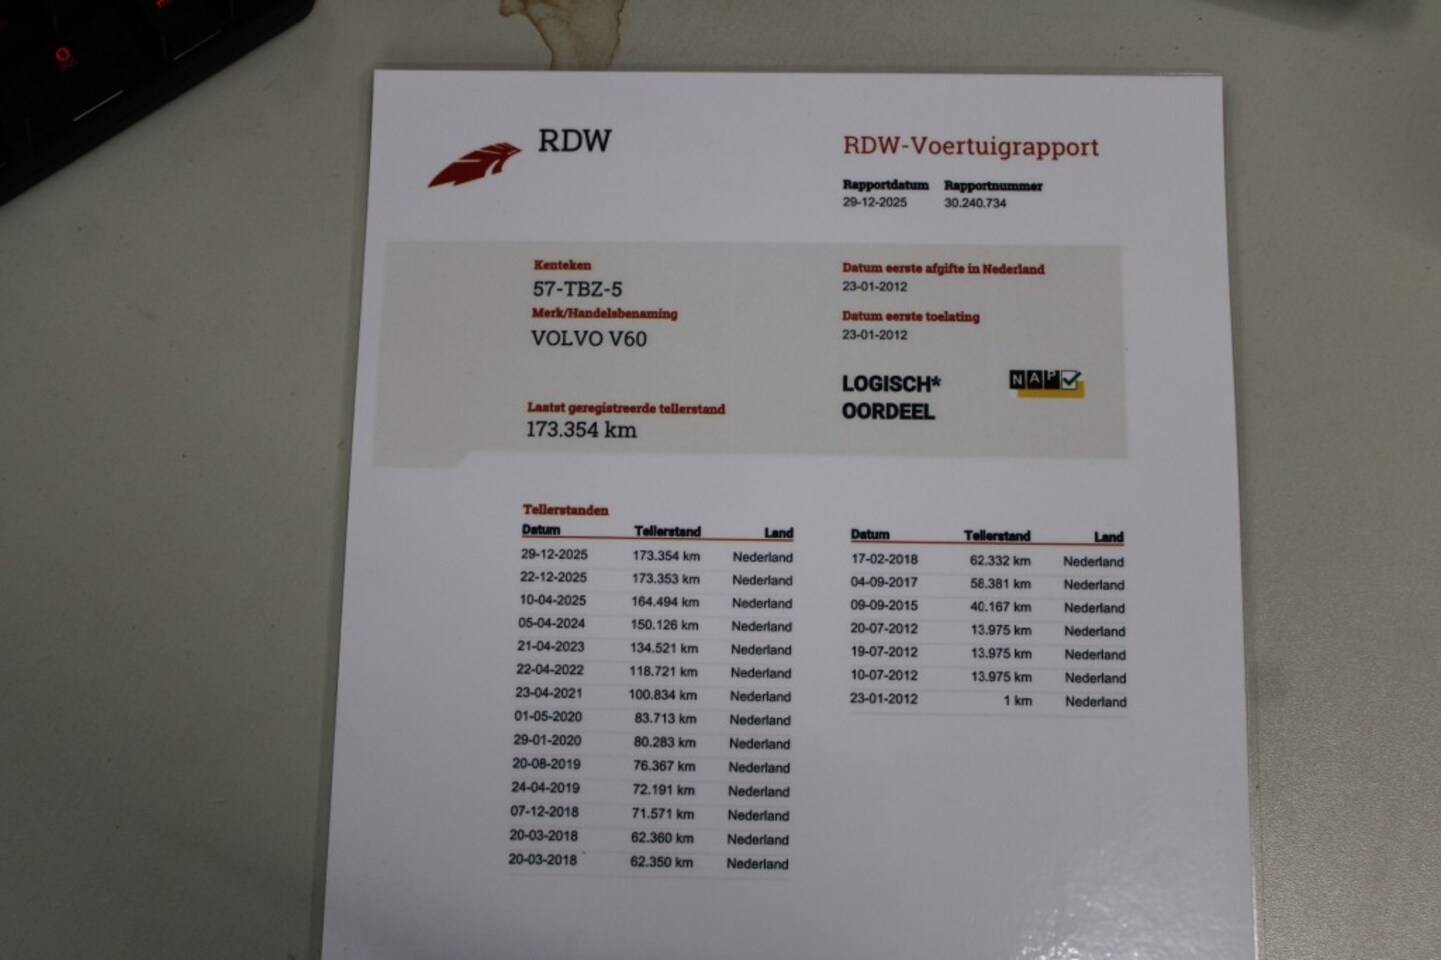 RDW
RDW-Voertuigrapport
Rapportdatum Rapportnummer
29-12-2025 30.240.734
Kenteken
57-TBZ-5
Merk/Handelsbenaming
VOLVO V60
Laatst geregistreerde tellerstand
173.354 km
Datum eerste afgifte in Nederland
23-01-2012
Datum eerste toelating
23-01-2012
LOGISCH*
OORDEEL
NAP
Tellerstanden
Datum Tellerstand Land
29-12-2025 173.354 km Nederland
22-12-2025 173.353 km Nederland
10-04-2025 164.494 km Nederland
05-04-2024 150.126 km Nederland
21-04-2023 134.521 km Nederland
22-04-2022 118.721 km Nederland
23-04-2021 100.834 km Nederland
01-05-2020 83.713 km Nederland
29-01-2020 80.283 km Nederland
20-08-2019 76.367 km Nederland
24-04-2019 72.191 km Nederland
07-12-2018 71.571 km Nederland
20-03-2018 62.360 km Nederland
20-03-2018 62.350 km Nederland
Datum Tellerstand Land
17-02-2018 62.332 km Nederland
04-09-2017 58.381 km Nederland
09-09-2015 40.167 km Nederland
20-07-2012 13.975 km Nederland
19-07-2012 13.975 km Nederland
10-07-2012 13.975 km Nederland
23-01-2012 1 km Nederland